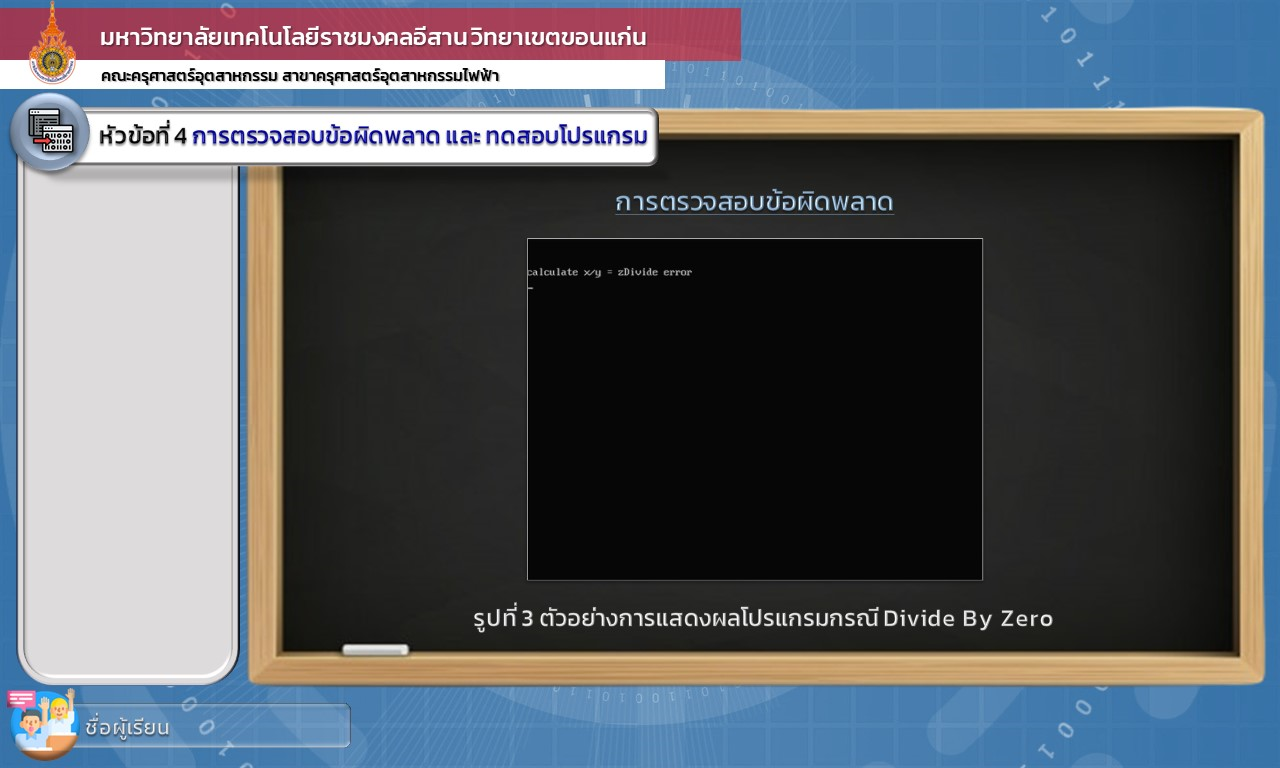 มหาวิทยาลัยเทคโนโลยีราชมงคลอีสาน วิทยาเขตขอนแก่น
คณะครุศาสตร์อุตสาหกรรม สาขาครุศาสตร์อุตสาหกรรมไฟฟ้า
หัวข้อที่ 4 การตรวจสอบข้อผิดพลาด และ ทดสอบโปรแกรม
การตรวจสอบข้อผิดพลาด
calculate x/y = zDivide error
รูปที่ 3 ตัวอย่างการแสดงผลโปรแกรมกรณี Divide By Zero
ชื่อผู้เรียน